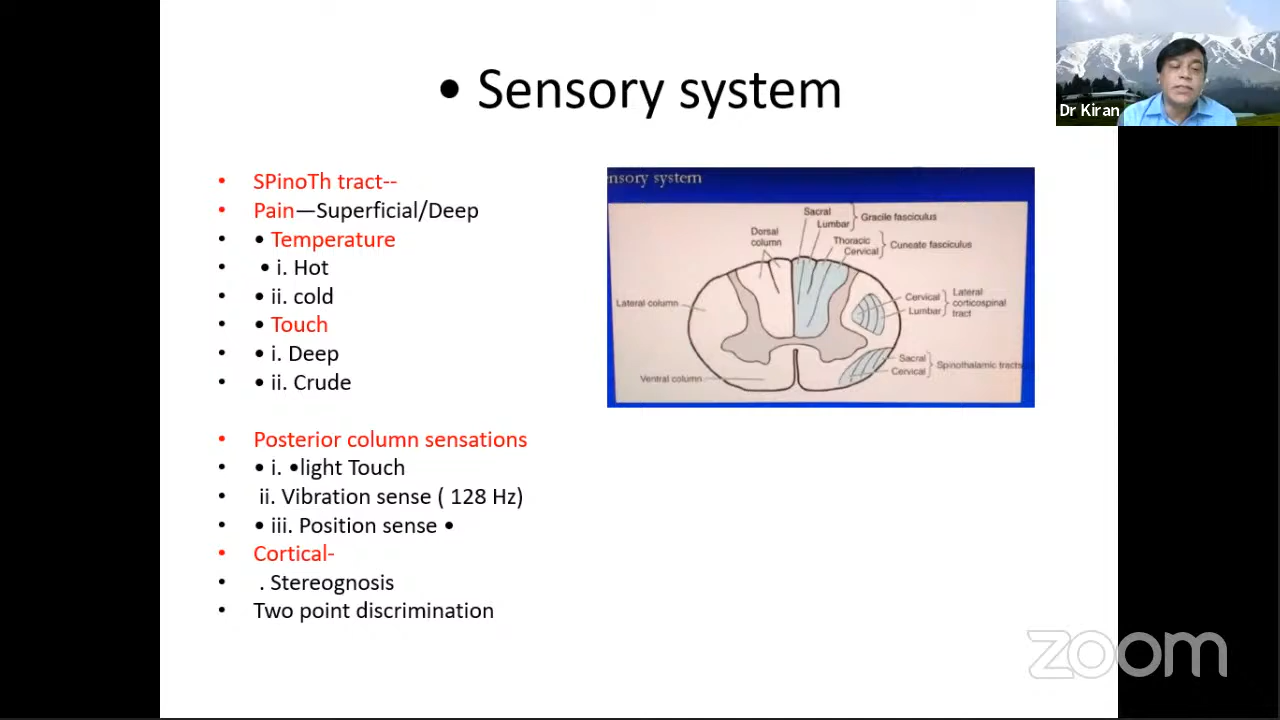 • Sensory system
Dr Kiran
• SPinoTh tract--
• Pain—Superficial/Deep
• • Temperature
• • i. Hot
• • ii. cold
• • Touch
• • i. Deep
• • ii. Crude
• Posterior column sensations
• • i. •light Touch
• ii. Vibration sense ( 128 Hz)
• • iii. Position sense •
• Cortical-
• . Stereognosis
• Two point discrimination
nsory system
Sacral
Lumbar
Gracile fasciculus
Dorsal
column
Thoracic
Cervical
Cuneate fasciculus
Lateral column
Cervical
Lumbar
Lateral
corticospinal
tract
Sacral
Cervical
Spinothalamic tracts
Ventral column
zoom